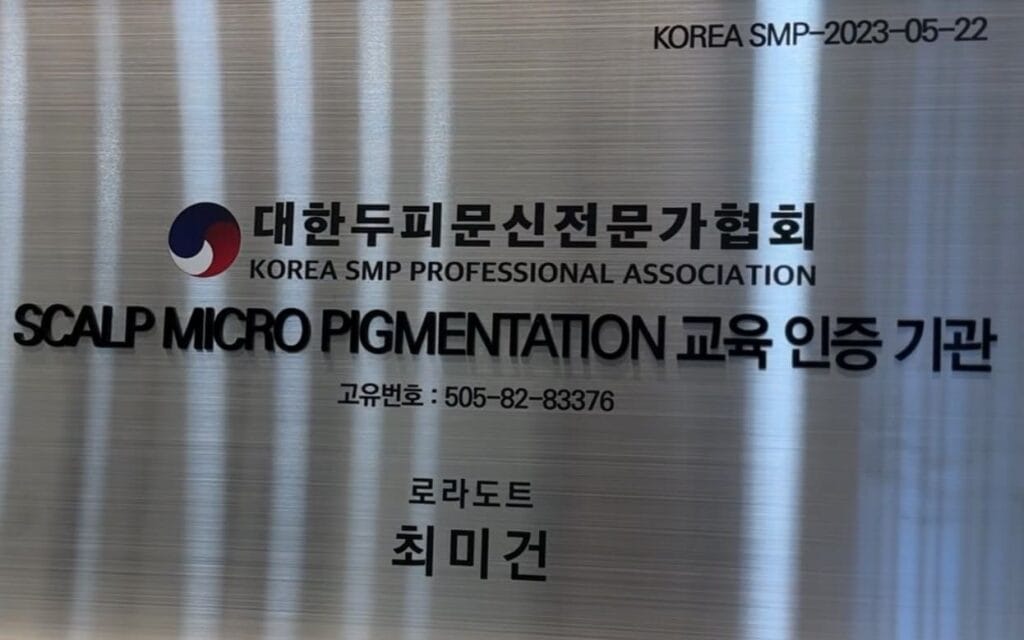 KOREA SMP-2023-05-22
대한두피문신전문가협회
KOREA SMP PROFESSIONAL ASSOCIATION
SCALP MICRO PIGMENTATION 교육 인증 기관
고유번호 : 505-82-83376
로라도트
최미건